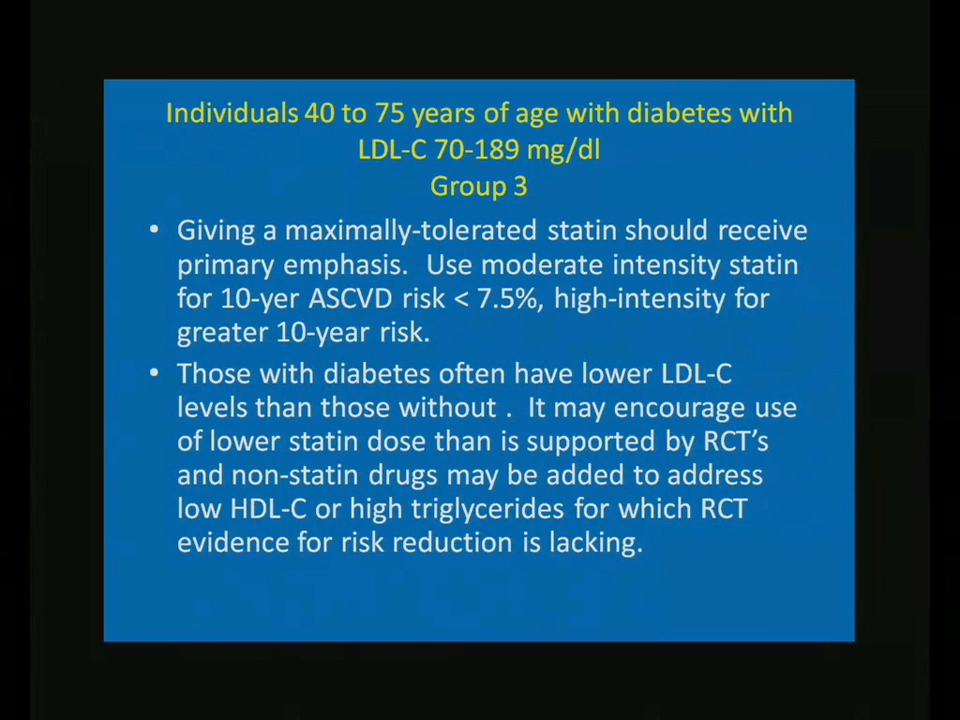 Individuals 40 to 75 years of age with diabetes with
LDL-C 70-189 mg/dl
Group 3
• Giving a maximally-tolerated statin should receive
primary emphasis.  Use moderate intensity statin
for 10-yer ASCVD risk < 7.5%, high-intensity for
greater 10-year risk.
• Those with diabetes often have lower LDL-C
levels than those without .  It may encourage use
of lower statin dose than is supported by RCT’s
and non-statin drugs may be added to address
low HDL-C or high triglycerides for which RCT
evidence for risk reduction is lacking.